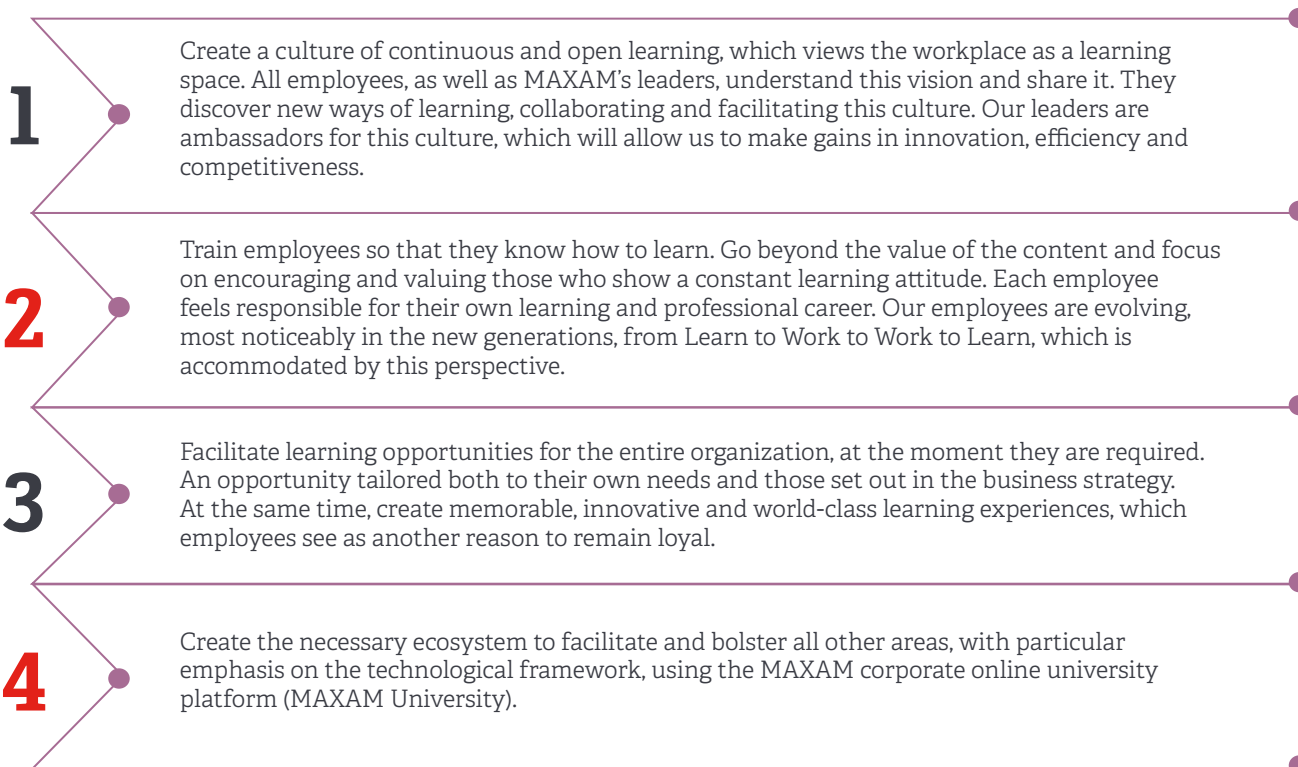 1
Create a culture of continuous and open learning, which views the workplace as a learning
space. All employees, as well as MAXAM's leaders, understand this vision and share it. They
discover new ways of learning, collaborating and facilitating this culture. Our leaders are
ambassadors for this culture, which will allow us to make gains in innovation, efficiency and
competitiveness.
2
Train employees so that they know how to learn. Go beyond the value of the content and focus
on encouraging and valuing those who show a constant learning attitude. Each employee
feels responsible for their own learning and professional career. Our employees are evolving,
most noticeably in the new generations, from Learn to Work to Work to Learn, which is
accommodated by this perspective.
3
Facilitate learning opportunities for the entire organization, at the moment they are required.
An opportunity tailored both to their own needs and those set out in the business strategy.
At the same time, create memorable, innovative and world-class learning experiences, which
employees see as another reason to remain loyal.
4
Create the necessary ecosystem to facilitate and bolster all other areas, with particular
emphasis on the technological framework, using the MAXAM corporate online university
platform (MAXAM University).